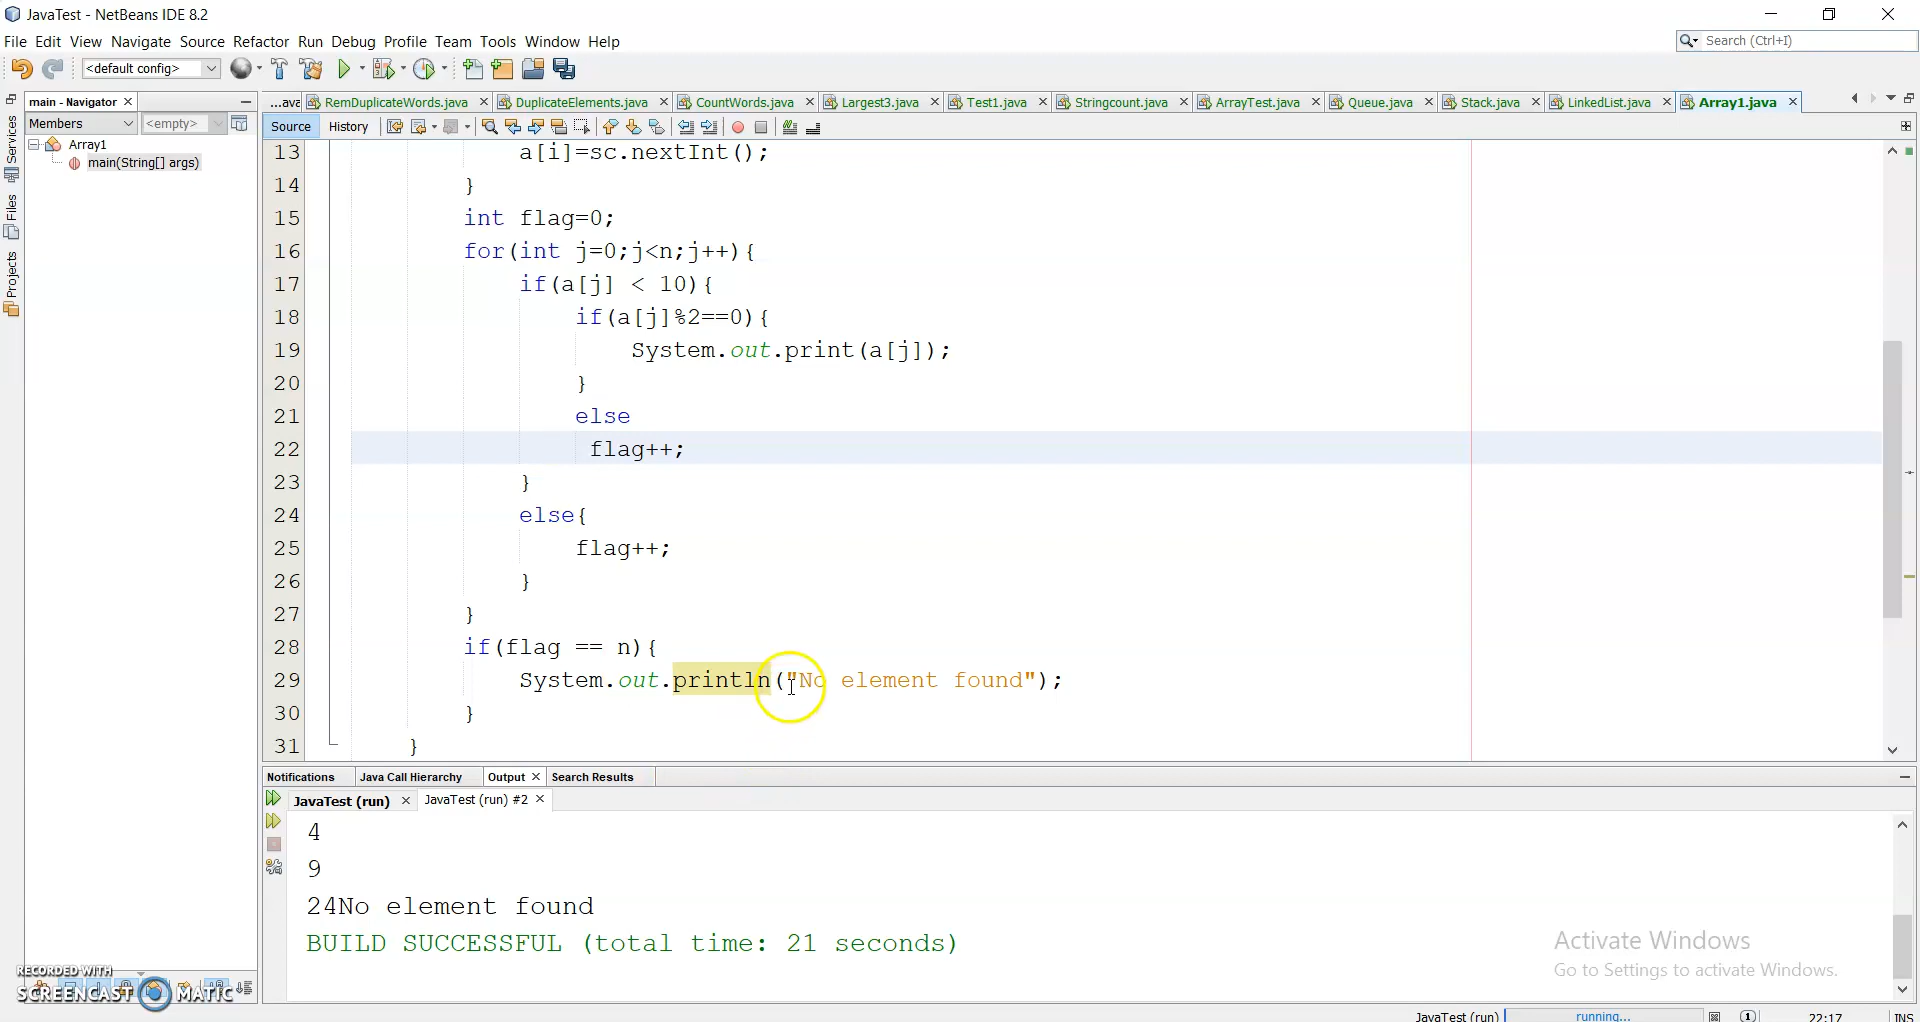 JavaTest - NetBeans IDE 8.2
File Edit View Navigate Source Refactor Run Debug Profile Team Tools Window Help
Search (Ctrl+I)
<default config>
main - Navigator
...ava RemDuplicateWords.java DuplicateElements.java CountWords.java Largest3.java Test1.java Stringcount.java ArrayTest.java Queue.java Stack.java LinkedList.java Array1.java
Members <empty>
Source History
Array1
main(String[] args)
Services
Files
Projects
13 a[i]=sc.nextInt();
14 }
15 int flag=0;
16 for(int j=0;j<n;j++){
17 if(a[j] < 10){
18 if(a[j]%2==0){
19 System.out.print(a[j]);
20 }
21 else
22 flag++;
23 }
24 else{
25 flag++;
26 }
27 }
28 if(flag == n){
29 System.out.println("No element found");
30 }
31 }
Notifications Java Call Hierarchy Output Search Results
JavaTest (run) JavaTest (run) #2
4
9
24No element found
BUILD SUCCESSFUL (total time: 21 seconds)
Activate Windows
Go to Settings to activate Windows.
RECORDED WITH
SCREENCAST MATIC
JavaTest (run) running... 1 22:17 INS